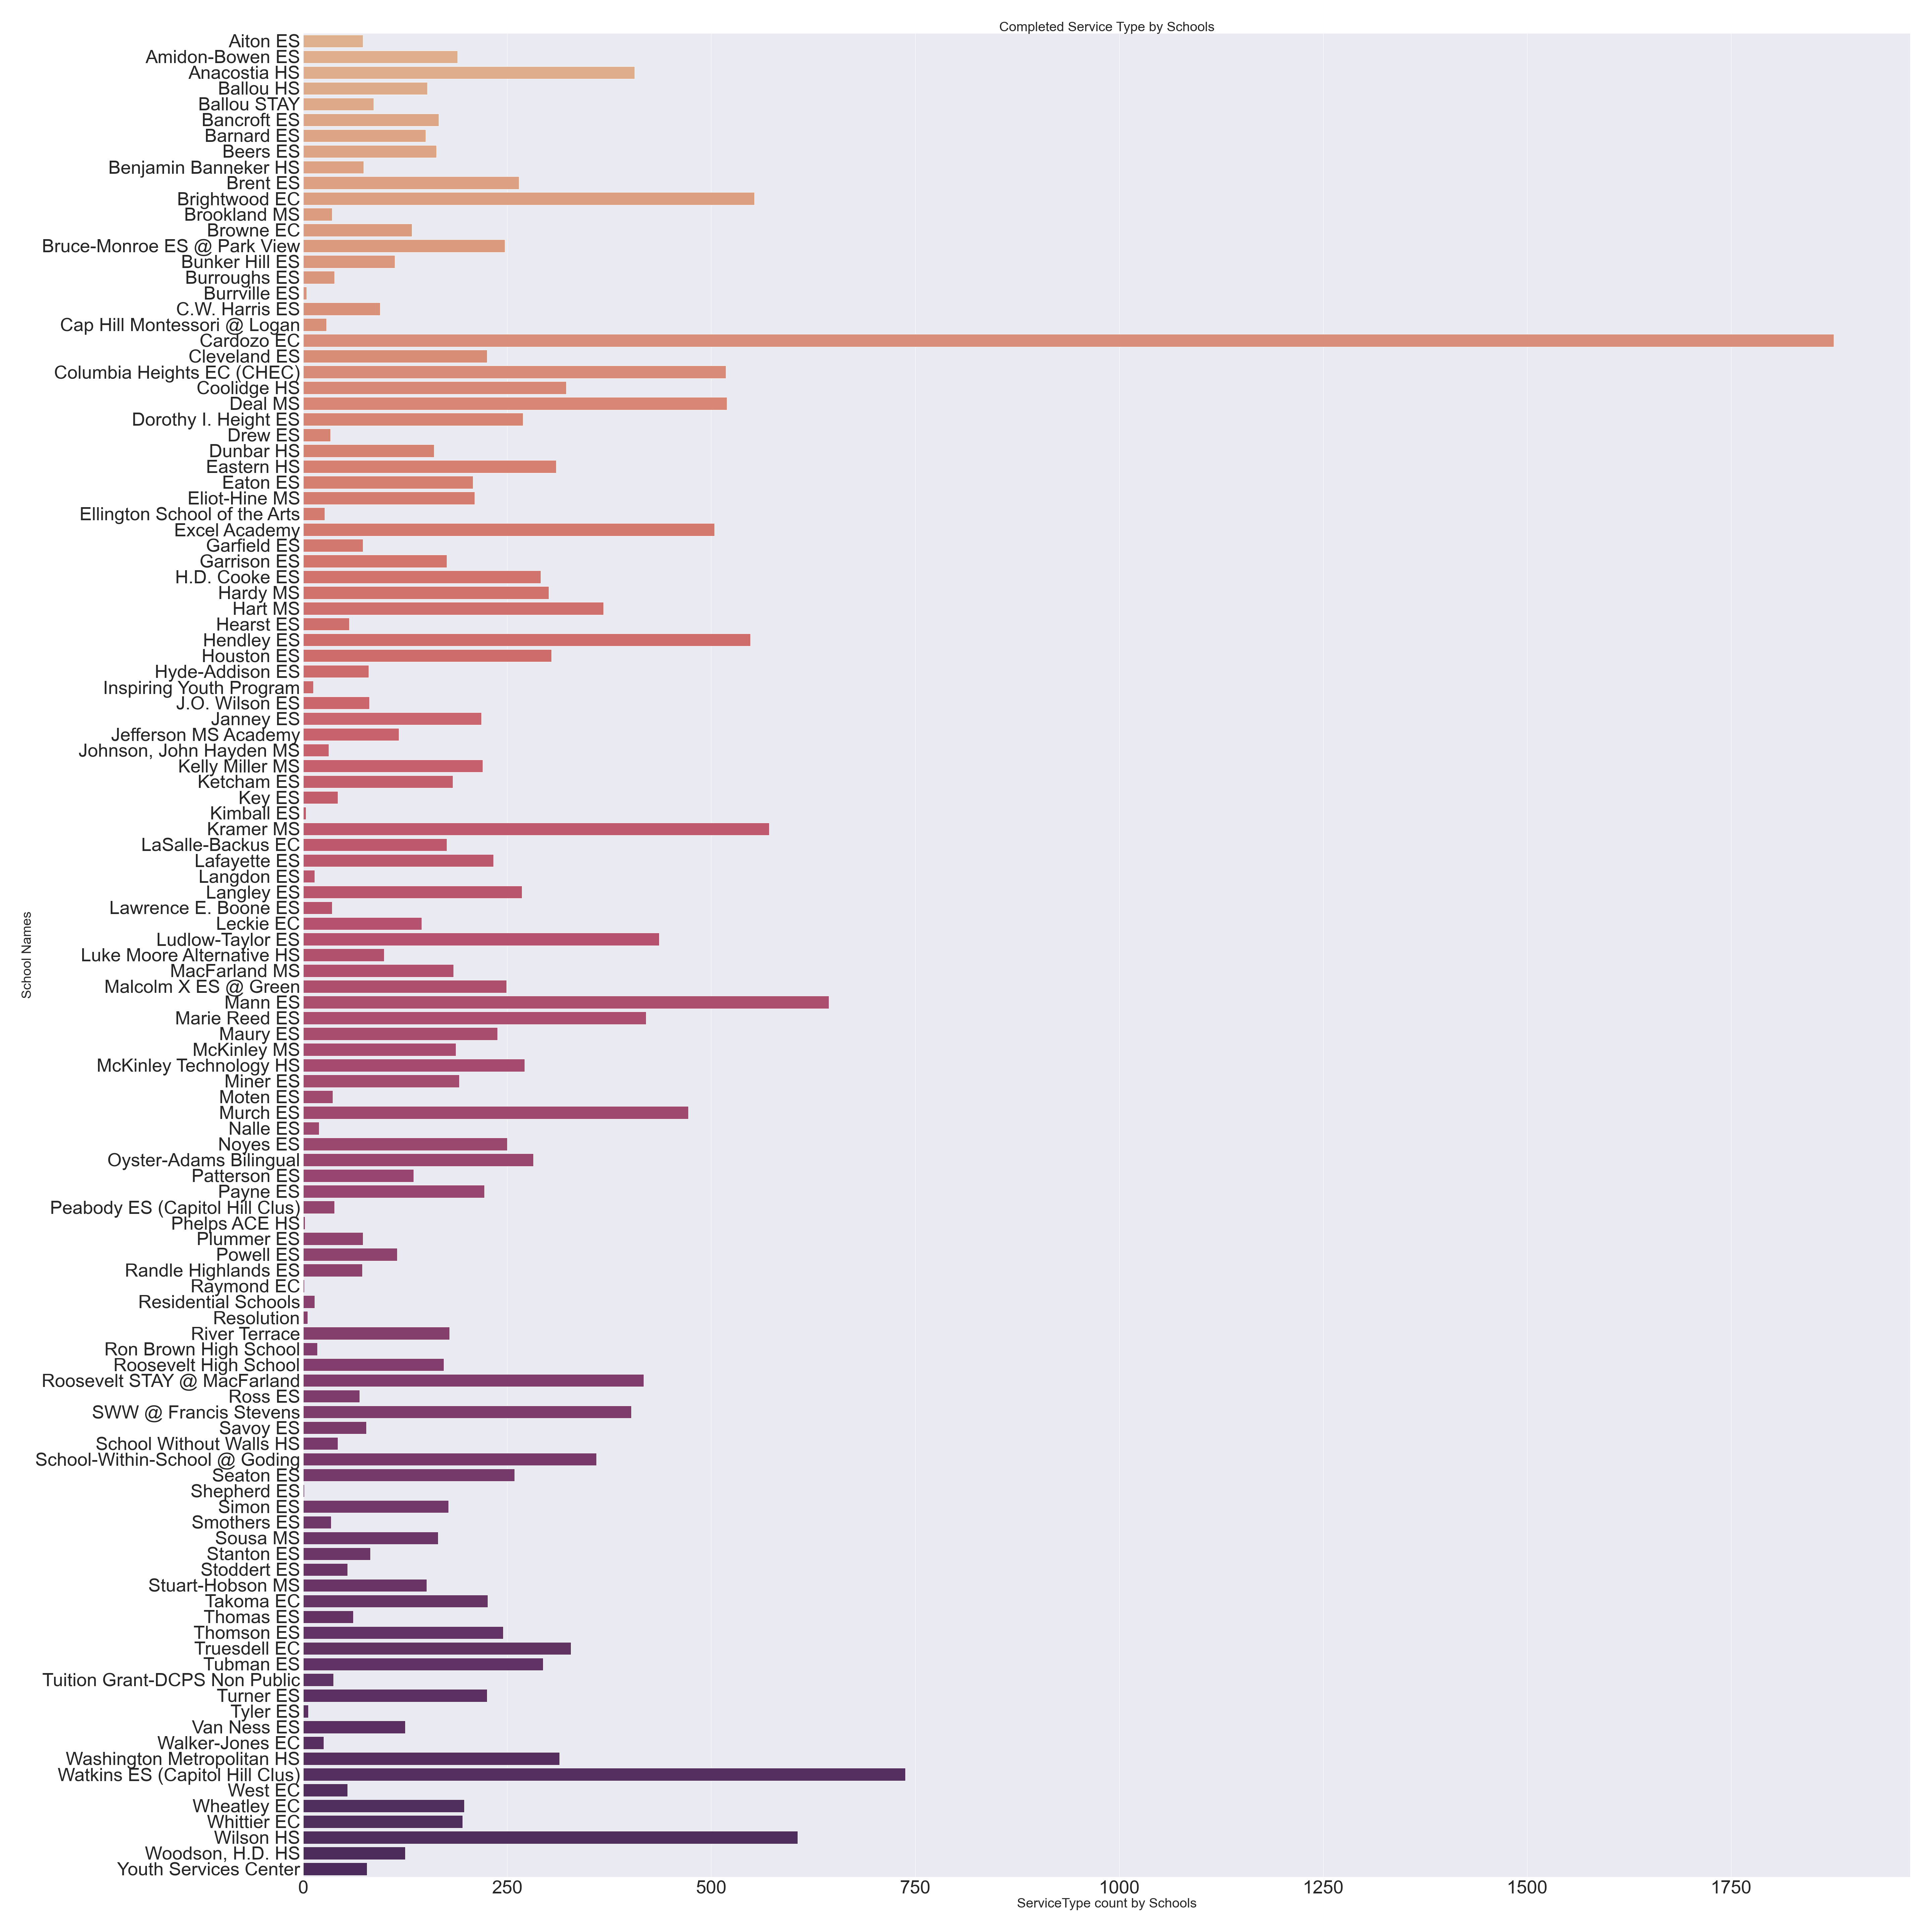 Completed Service Type by Schools
Aiton ES
Amidon-Bowen ES
Anacostia HS
Ballou HS
Ballou STAY
Bancroft ES
Barnard ES
Beers ES
Benjamin Banneker HS
Brent ES
Brightwood EC
Brookland MS
Browne EC
Bruce-Monroe ES @ Park View
Bunker Hill ES
Burroughs ES
Burrville ES
C.W. Harris ES
Cap Hill Montessori @ Logan
Cardozo EC
Cleveland ES
Columbia Heights EC (CHEC)
Coolidge HS
Deal MS
Dorothy I. Height ES
Drew ES
Dunbar HS
Eastern HS
Eaton ES
Eliot-Hine MS
Ellington School of the Arts
Excel Academy
Garfield ES
Garrison ES
H.D. Cooke ES
Hardy MS
Hart MS
Hearst ES
Hendley ES
Houston ES
Hyde-Addison ES
Inspiring Youth Program
J.O. Wilson ES
Janney ES
Jefferson MS Academy
Johnson, John Hayden MS
Kelly Miller MS
Ketcham ES
Key ES
Kimball ES
Kramer MS
LaSalle-Backus EC
Lafayette ES
Langdon ES
Langley ES
Lawrence E. Boone ES
Leckie EC
Ludlow-Taylor ES
Luke Moore Alternative HS
MacFarland MS
Malcolm X ES @ Green
Mann ES
Marie Reed ES
Maury ES
McKinley MS
McKinley Technology HS
Miner ES
Moten ES
Murch ES
Nalle ES
Noyes ES
Oyster-Adams Bilingual
Patterson ES
Payne ES
Peabody ES (Capitol Hill Clus)
Phelps ACE HS
Plummer ES
Powell ES
Randle Highlands ES
Raymond EC
Residential Schools
Resolution
River Terrace
Ron Brown High School
Roosevelt High School
Roosevelt STAY @ MacFarland
Ross ES
SWW @ Francis Stevens
Savoy ES
School Without Walls HS
School-Within-School @ Goding
Seaton ES
Shepherd ES
Simon ES
Smothers ES
Sousa MS
Stanton ES
Stoddert ES
Stuart-Hobson MS
Takoma EC
Thomas ES
Thomson ES
Truesdell EC
Tubman ES
Tuition Grant-DCPS Non Public
Turner ES
Tyler ES
Van Ness ES
Walker-Jones EC
Washington Metropolitan HS
Watkins ES (Capitol Hill Clus)
West EC
Wheatley EC
Whittier EC
Wilson HS
Woodson, H.D. HS
Youth Services Center
School Names
0 250 500 750 1000 1250 1500 1750
ServiceType count by Schools